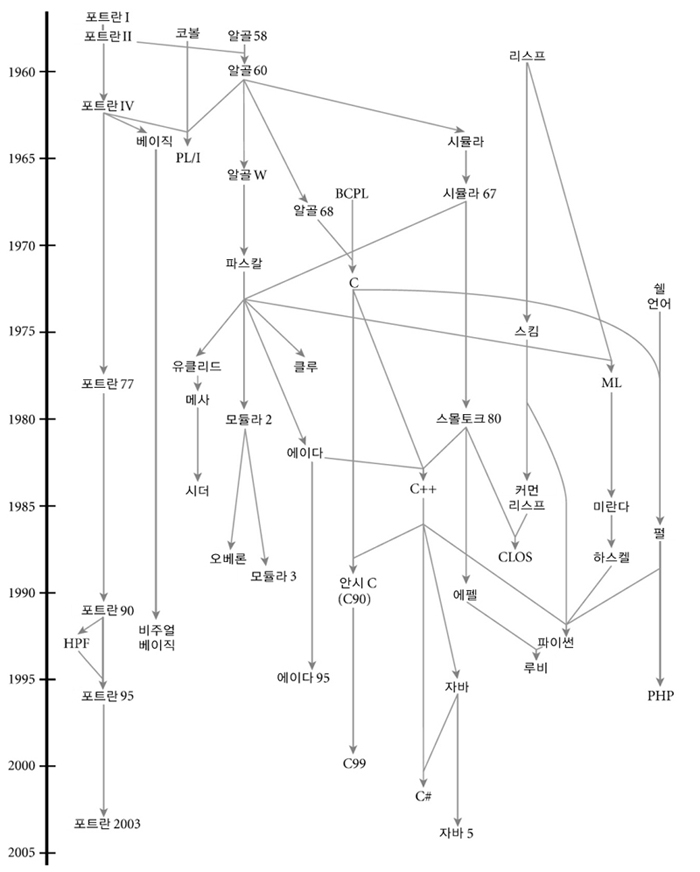 포트란 I
포트란 II
코볼
알골 58
리스프
1960
알골 60
포트란 IV
베이직
PL/I
시뮬라
1965
알골 W
BCPL
시뮬라 67
알골 68
1970
파스칼
C
쉘
언어
1975
스킴
유클리드
클루
ML
포트란 77
메사
1980
모듈라 2
스몰토크 80
에이다
시더
C++
커먼
리스프
1985
미란다
펄
오베론
모듈라 3
CLOS
하스켈
안시 C
(C90)
에펠
1990
포트란 90
HPF
비주얼
베이직
파이썬
루비
1995
에이다 95
자바
포트란 95
PHP
2000
C99
C#
포트란 2003
자바 5
2005